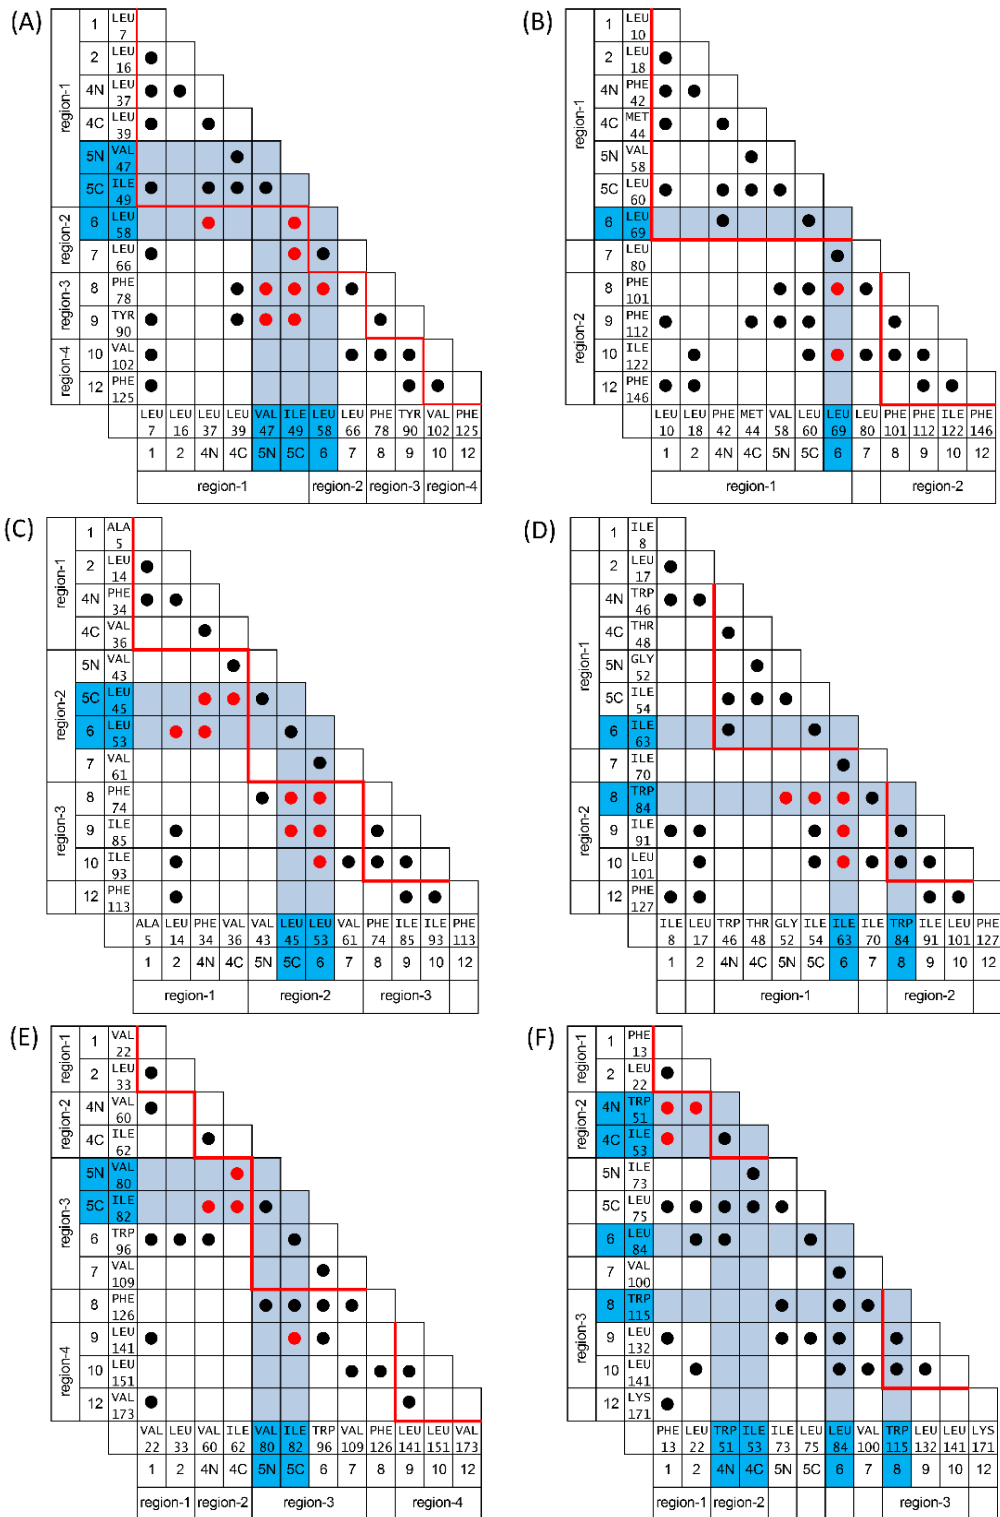 (A)
region-1
1 LEU 7
2 LEU 16
4N LEU 37
4C LEU 39
5N VAL 47
5C ILE 49
region-2
6 LEU 58
7 LEU 66
region-3
8 PHE 78
9 TYR 90
region-4
10 VAL 102
12 PHE 125
LEU LEU LEU LEU VAL ILE LEU LEU PHE TYR VAL PHE
7 16 37 39 47 49 58 66 78 90 102 125
1 2 4N 4C 5N 5C 6 7 8 9 10 12
region-1 region-2 region-3 region-4
(B)
region-1
1 LEU 10
2 LEU 18
4N PHE 42
4C MET 44
5N VAL 58
5C LEU 60
6 LEU 69
7 LEU 80
region-2
8 PHE 101
9 PHE 112
10 ILE 122
12 PHE 146
LEU LEU PHE MET VAL LEU LEU LEU PHE PHE ILE PHE
10 18 42 44 58 60 69 80 101 112 122 146
1 2 4N 4C 5N 5C 6 7 8 9 10 12
region-1 region-2
(C)
region-1
1 ALA 5
2 LEU 14
4N PHE 34
4C VAL 36
region-2
5N VAL 43
5C LEU 45
6 LEU 53
7 VAL 61
region-3
8 PHE 74
9 ILE 85
10 ILE 93
12 PHE 113
ALA LEU PHE VAL VAL LEU LEU VAL PHE ILE ILE PHE
5 14 34 36 43 45 53 61 74 85 93 113
1 2 4N 4C 5N 5C 6 7 8 9 10 12
region-1 region-2 region-3
(D)
region-1
1 ILE 8
2 LEU 17
4N TRP 46
4C THR 48
5N GLY 52
5C ILE 54
6 ILE 63
7 ILE 70
region-2
8 TRP 84
9 ILE 91
10 LEU 101
12 PHE 127
ILE LEU TRP THR GLY ILE ILE ILE TRP ILE LEU PHE
8 17 46 48 52 54 63 70 84 91 101 127
1 2 4N 4C 5N 5C 6 7 8 9 10 12
region-1 region-2
(E)
region-1
1 VAL 22
2 LEU 33
region-2
4N VAL 60
4C ILE 62
region-3
5N VAL 80
5C ILE 82
6 TRP 96
7 VAL 109
region-4
8 PHE 126
9 LEU 141
10 LEU 151
12 VAL 173
VAL LEU VAL ILE VAL ILE TRP VAL PHE LEU LEU VAL
22 33 60 62 80 82 96 109 126 141 151 173
1 2 4N 4C 5N 5C 6 7 8 9 10 12
region-1 region-2 region-3 region-4
(F)
region-1
1 PHE 13
2 LEU 22
region-2
4N TRP 51
4C ILE 53
5N ILE 73
5C LEU 75
6 LEU 84
7 VAL 100
region-3
8 TRP 115
9 LEU 132
10 LEU 141
12 LYS 171
PHE LEU TRP ILE ILE LEU LEU VAL TRP LEU LEU LYS
13 22 51 53 73 75 84 100 115 132 141 171
1 2 4N 4C 5N 5C 6 7 8 9 10 12
region-1 region-2 region-3